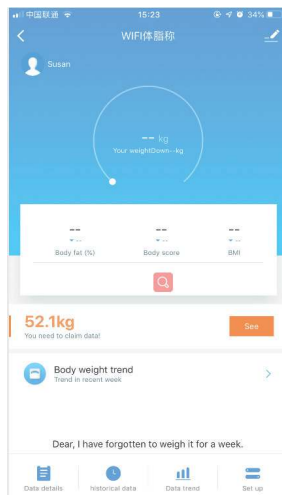 中国联通 15:23 34%
WIFI体脂称
Susan
-- kg
Your weightDown--kg
-- -- --
-- -- --
Body fat (%) Body score BMI
52.1kg
You need to claim data!
See
Body weight trend
Trend in recent week
Dear, I have forgotten to weigh it for a week.
Data details historical data Data trend Set up